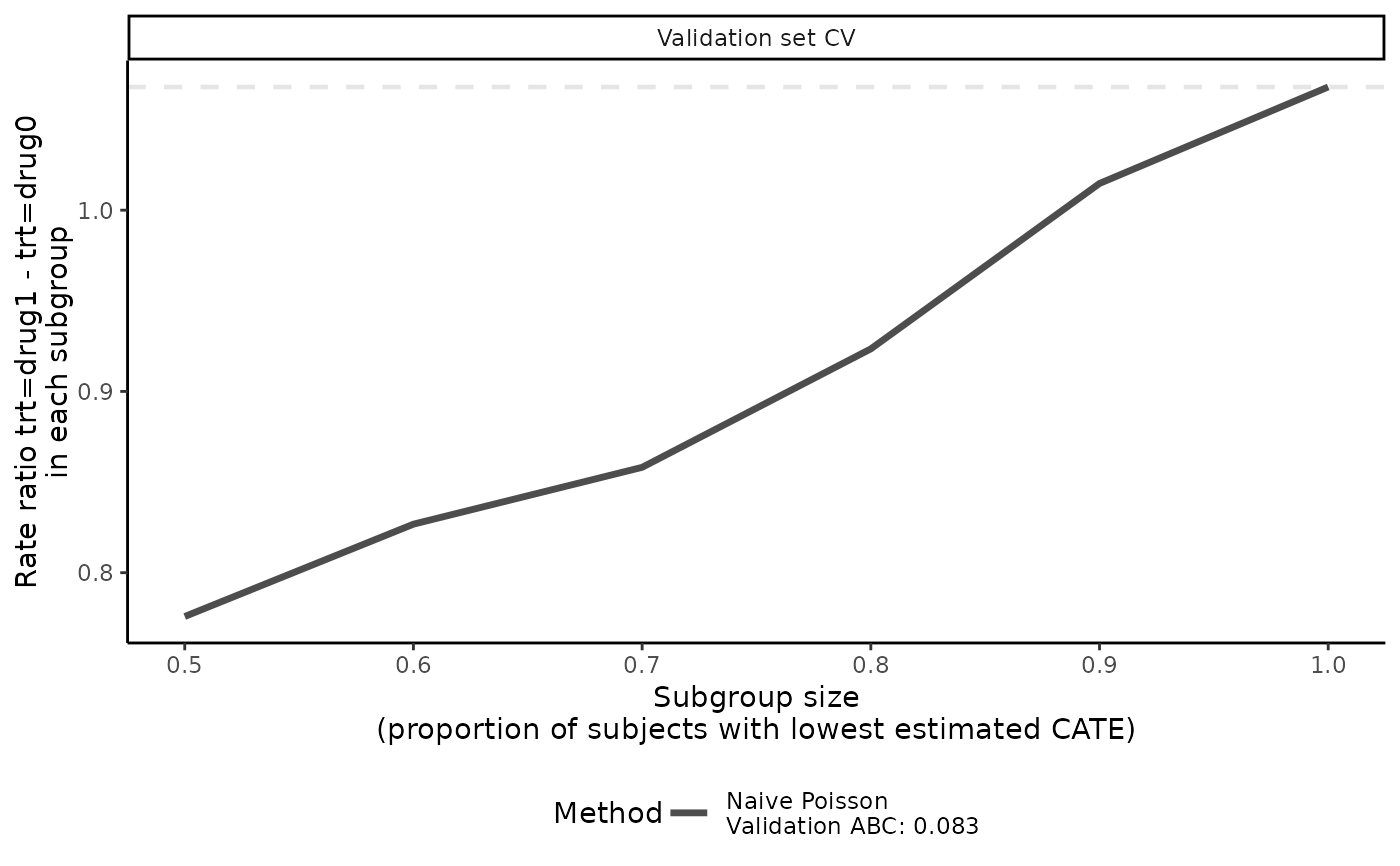 Validation set CV
Rate ratio trt=drug1 - trt=drug0
in each subgroup
1.0
0.9
0.8
0.5
0.6
0.7
0.8
0.9
1.0
Subgroup size
(proportion of subjects with lowest estimated CATE)
Method
Naive Poisson
Validation ABC: 0.083